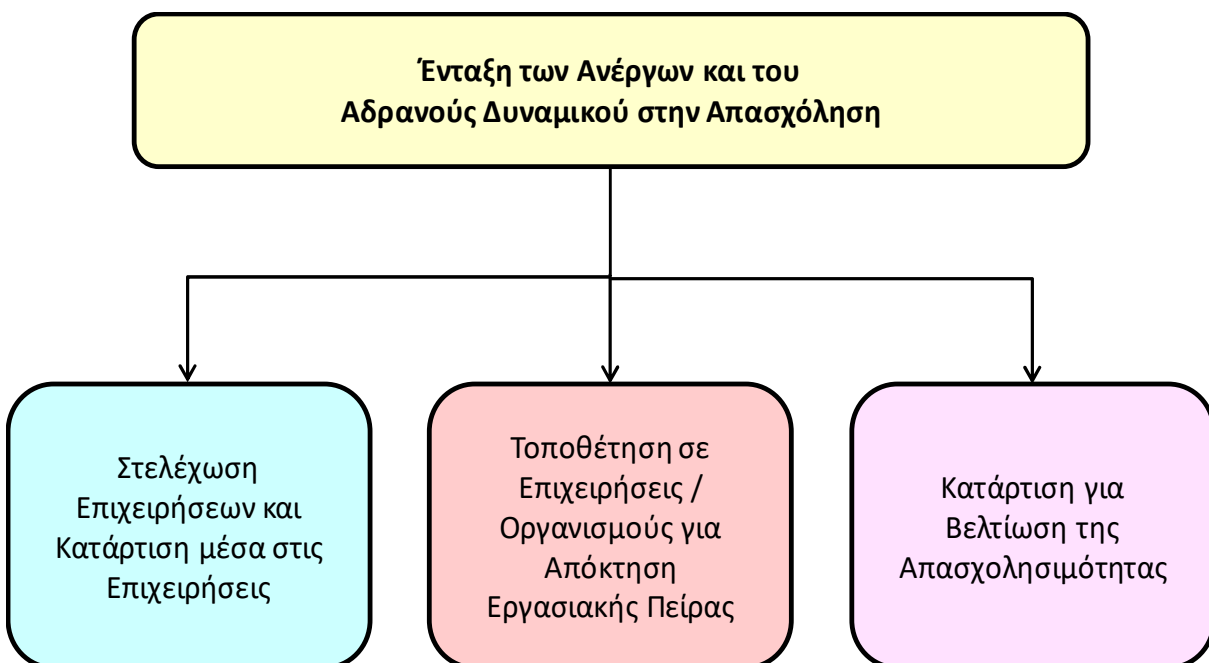 Ένταξη των Ανέργων και του
Αδρανούς Δυναμικού στην Απασχόληση
Στελέχωση
Επιχειρήσεων και
Κατάρτιση μέσα στις
Επιχειρήσεις
Τοποθέτηση σε
Επιχειρήσεις /
Οργανισμούς για
Απόκτηση
Εργασιακής Πείρας
Κατάρτιση για
Βελτίωση της
Απασχολησιμότητας